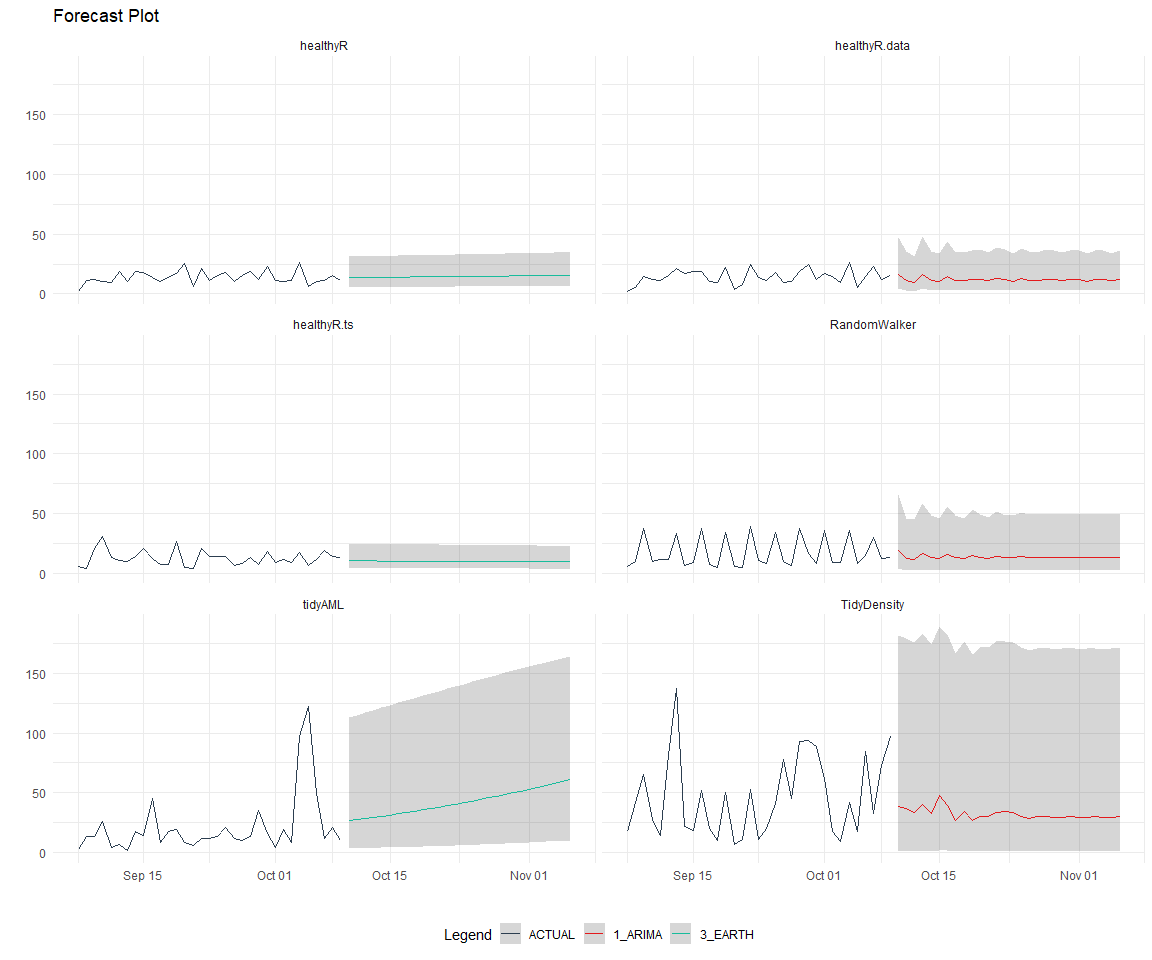 Forecast Plot
healthyR healthyR.data
150
100
50
0
healthyR.ts RandomWalker
150
100
50
0
tidyAML TidyDensity
150
100
50
0
Sep 15 Oct 01 Oct 15 Nov 01 Sep 15 Oct 01 Oct 15 Nov 01
Legend ACTUAL 1_ARIMA 3_EARTH